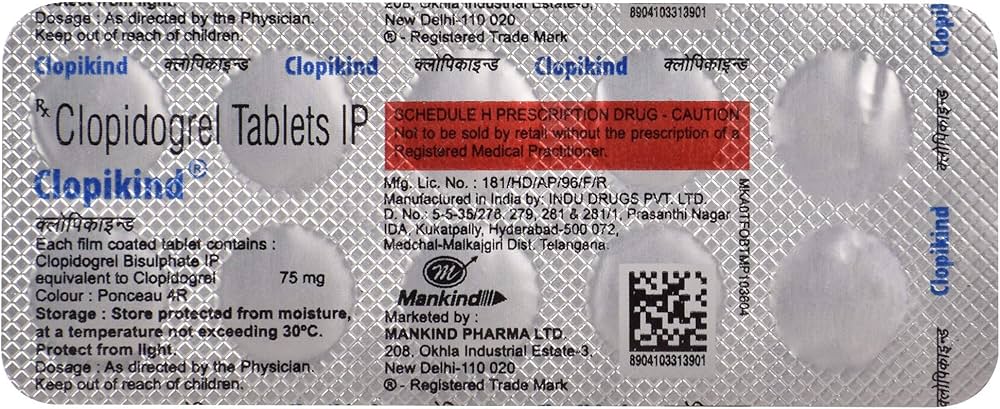 Dosage : As directed by the Physician.
Keep out of reach of children.
New Delhi-110 020
® - Registered Trade Mark
8904103313901
Clopikind क्लोपिकाइन्ड Clopikind क्लोपिकाइन्ड Clopikind क्लोपिकाइन्ड
Rx Clopidogrel Tablets IP
Clopikind®
क्लोपिकाइन्ड
Each film coated tablet contains :
Clopidogrel Bisulphate IP
equivalent to Clopidogrel 75 mg
Colour : Ponceau 4R
Storage : Store protected from moisture,
at a temperature not exceeding 30°C.
Protect from light.
Dosage : As directed by the Physician.
Keep out of reach of children.
SCHEDULE H PRESCRIPTION DRUG - CAUTION
Not to be sold by retail without the prescription of a
Registered Medical Practitioner.
Mfg. Lic. No. : 181/HD/AP/96/F/R
Manufactured in India by: INDU DRUGS PVT. LTD.
D. No.: 5-5-35/278, 279, 281 & 281/1, Prasanthi Nagar
IDA, Kukatpally, Hyderabad-500 072,
Medchal-Malkajgiri Dist. Telangana.
m
Mankind
Marketed by :
MANKIND PHARMA LTD.
208, Okhla Industrial Estate-3,
New Delhi-110 020
® - Registered Trade Mark
8904103313901
Clopikind
क्लोपिकाइन्ड
Clopikind
क्लोपिकाइन्ड